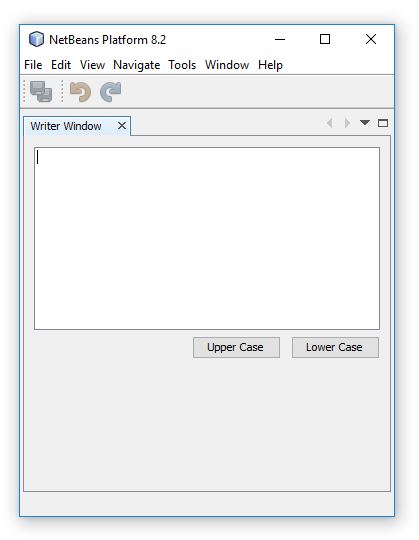 NetBeans Platform 8.2
File Edit View Navigate Tools Window Help
Writer Window
Upper Case Lower Case